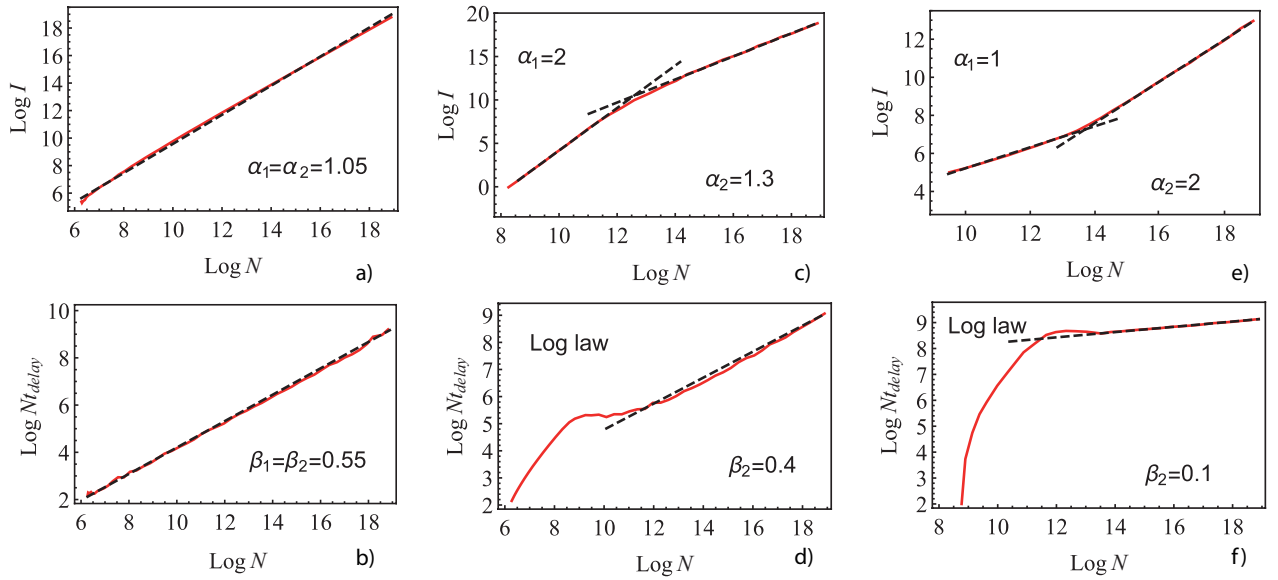 18
16
14
12
10
8
6
Log I
α₁=α₂=1.05
6 8 10 12 14 16 18
Log N
a)
20
15
10
5
0
Log I
α₁=2
α₂=1.3
8 10 12 14 16 18
Log N
c)
12
10
8
6
4
Log I
α₁=1
α₂=2
10 12 14 16 18
Log N
e)
10
8
6
4
2
Log Nt_delay
β₁=β₂=0.55
6 8 10 12 14 16 18
Log N
b)
9
8
7
6
5
4
3
2
Log Nt_delay
Log law
β₂=0.4
6 8 10 12 14 16 18
Log N
d)
9
8
7
6
5
4
3
2
Log Nt_delay
Log law
β₂=0.1
8 10 12 14 16 18
Log N
f)